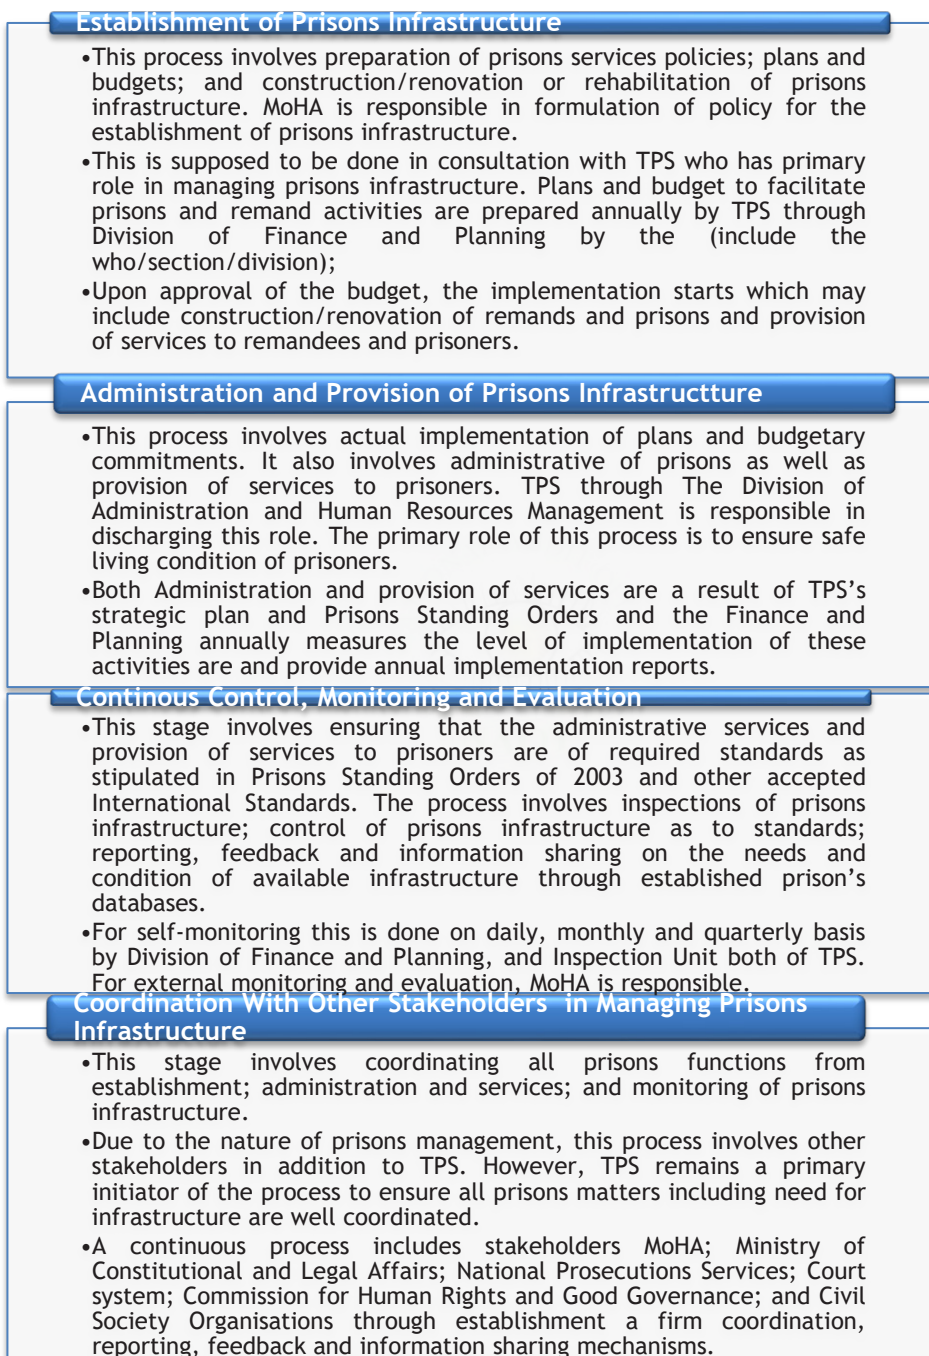 Establishment of Prisons Infrastructure
•This process involves preparation of prisons services policies; plans and
budgets; and construction/renovation or rehabilitation of prisons
infrastructure. MoHA is responsible in formulation of policy for the
establishment of prisons infrastructure.
•This is supposed to be done in consultation with TPS who has primary
role in managing prisons infrastructure. Plans and budget to facilitate
prisons and remand activities are prepared annually by TPS through
Division of Finance and Planning by the (include the
who/section/division);
•Upon approval of the budget, the implementation starts which may
include construction/renovation of remands and prisons and provision
of services to remandees and prisoners.
Administration and Provision of Prisons Infrastructture
•This process involves actual implementation of plans and budgetary
commitments. It also involves administrative of prisons as well as
provision of services to prisoners. TPS through The Division of
Administration and Human Resources Management is responsible in
discharging this role. The primary role of this process is to ensure safe
living condition of prisoners.
•Both Administration and provision of services are a result of TPS’s
strategic plan and Prisons Standing Orders and the Finance and
Planning annually measures the level of implementation of these
activities are and provide annual implementation reports.
Continous Control, Monitoring and Evaluation
•This stage involves ensuring that the administrative services and
provision of services to prisoners are of required standards as
stipulated in Prisons Standing Orders of 2003 and other accepted
International Standards. The process involves inspections of prisons
infrastructure; control of prisons infrastructure as to standards;
reporting, feedback and information sharing on the needs and
condition of available infrastructure through established prison’s
databases.
•For self-monitoring this is done on daily, monthly and quarterly basis
by Division of Finance and Planning, and Inspection Unit both of TPS.
For external monitoring and evaluation, MoHA is responsible.
Coordination With Other Stakeholders in Managing Prisons
Infrastructure
•This stage involves coordinating all prisons functions from
establishment; administration and services; and monitoring of prisons
infrastructure.
•Due to the nature of prisons management, this process involves other
stakeholders in addition to TPS. However, TPS remains a primary
initiator of the process to ensure all prisons matters including need for
infrastructure are well coordinated.
•A continuous process includes stakeholders MoHA; Ministry of
Constitutional and Legal Affairs; National Prosecutions Services; Court
system; Commission for Human Rights and Good Governance; and Civil
Society Organisations through establishment a firm coordination,
reporting, feedback and information sharing mechanisms.